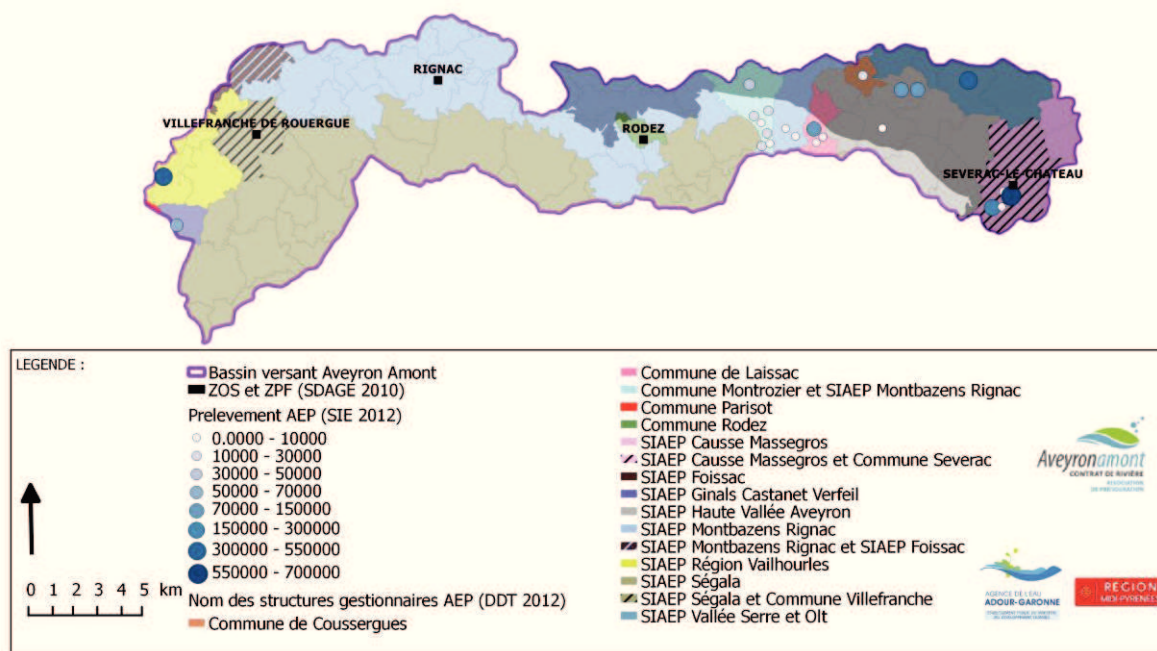 RIGNAC
VILLEFRANCHE DE ROUERGUE
RODEZ
SEVERAC-LE-CHATEAU
LEGENDE :
Bassin versant Aveyron Amont
ZOS et ZPF (SDAGE 2010)
Prelevement AEP (SIE 2012)
0.0000 - 10000
10000 - 30000
30000 - 50000
50000 - 70000
70000 - 150000
150000 - 300000
300000 - 550000
550000 - 700000
Nom des structures gestionnaires AEP (DDT 2012)
Commune de Coussergues
Commune de Laissac
Commune Montrozier et SIAEP Montbazens Rignac
Commune Parisot
Commune Rodez
SIAEP Causse Massegros
SIAEP Causse Massegros et Commune Severac
SIAEP Foissac
SIAEP Ginals Castanet Verfeil
SIAEP Haute Vallée Aveyron
SIAEP Montbazens Rignac
SIAEP Montbazens Rignac et SIAEP Foissac
SIAEP Région Vailhourles
SIAEP Ségala
SIAEP Ségala et Commune Villefranche
SIAEP Vallée Serre et Olt
0 1 2 3 4 5 km
Aveyronamont
CONTRAT DE RIVIÈRE
AGENCE DE L'EAU
ADOUR-GARONNE
RÉGION
MIDI-PYRÉNÉES